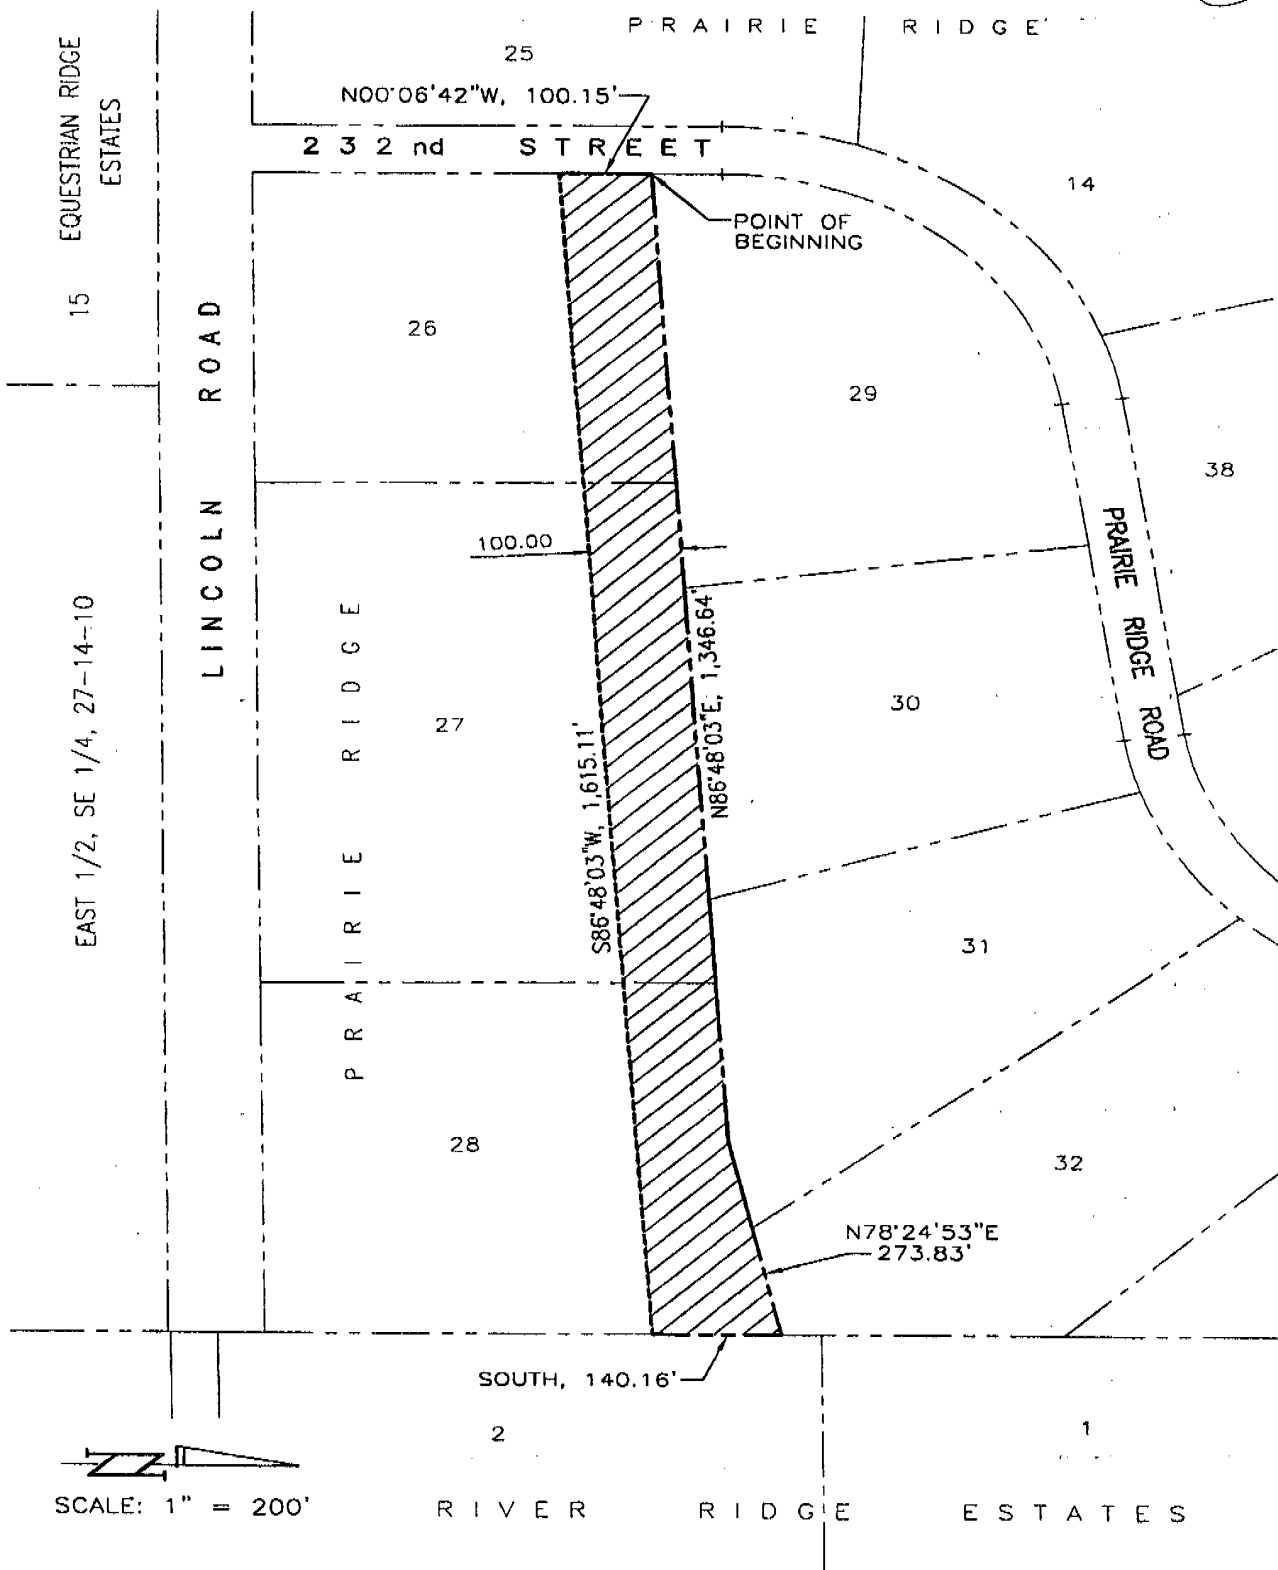 PRAIRIE RIDGE
25
N00°06'42"W, 100.15'
232nd STREET
EQUESTRIAN RIDGE
ESTATES
15
14
POINT OF
BEGINNING
26
LINCOLN ROAD
29
38
100.00
PRAIRIE RIDGE ROAD
EAST 1/2, SE 1/4, 27-14-10
PRAIRIE RIDGE
27
S86°48'03"W, 1,615.11'
N86°48'03"E, 1,346.64'
30
31
28
32
N78°24'53"E
273.83'
SOUTH, 140.16'
2
1
SCALE: 1" = 200'
RIVER RIDGE ESTATES